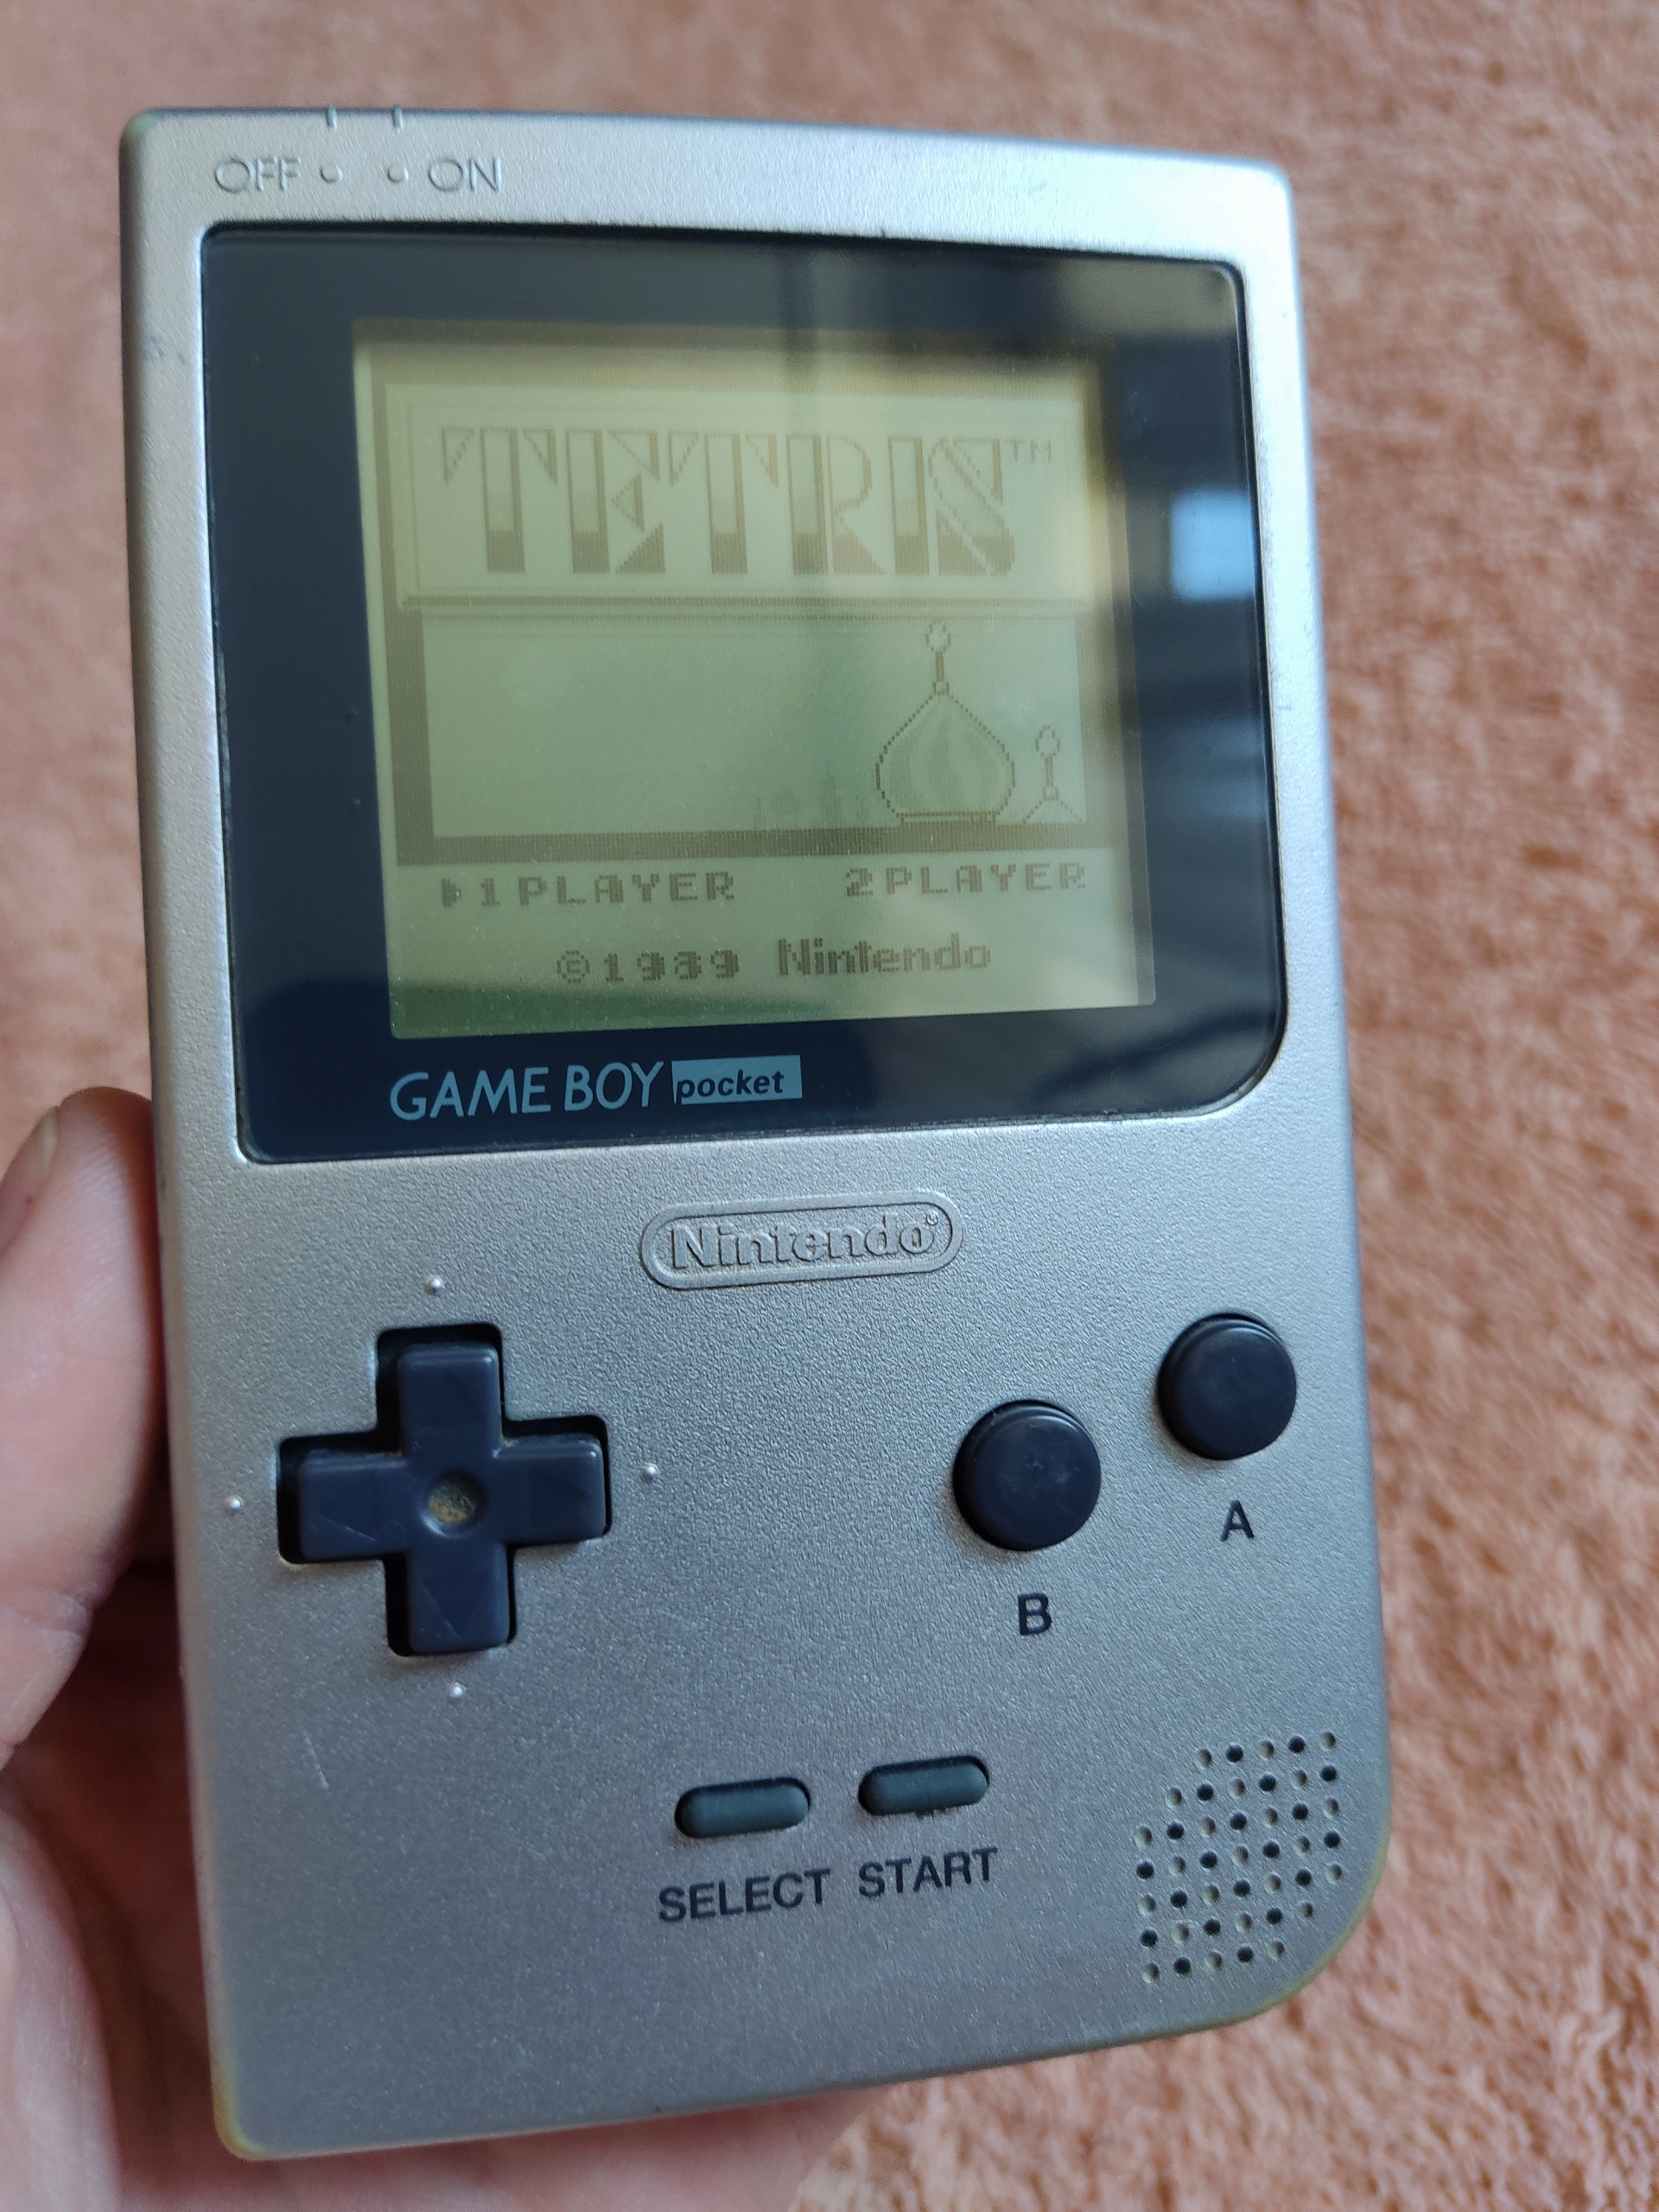 OFF ON
TETRIS™
▶1PLAYER 2PLAYER
©1989 Nintendo
GAME BOY pocket
Nintendo®
A
B
SELECT START